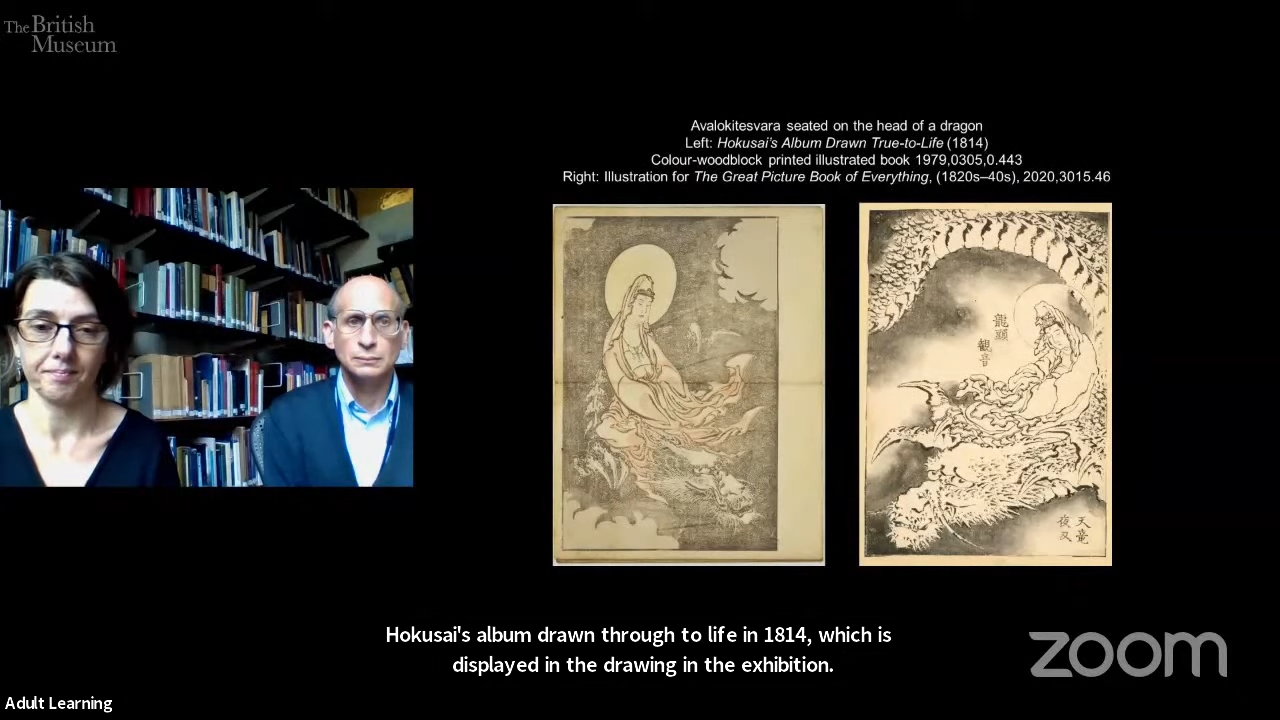 The British
Museum
Avalokitesvara seated on the head of a dragon
Left: Hokusai's Album Drawn True-to-Life (1814)
Colour-woodblock printed illustrated book 1979,0305,0.443
Right: Illustration for The Great Picture Book of Everything, (1820s–40s), 2020,3015.46
龍頭
観音
天竜
夜叉
Hokusai's album drawn through to life in 1814, which is
displayed in the drawing in the exhibition.
zoom
Adult Learning